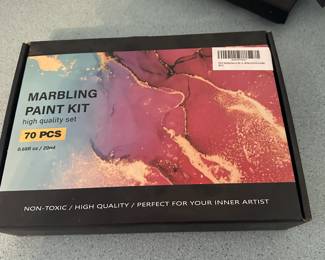 MARBLING
PAINT KIT
high quality set
70 PCS
0.68fl oz / 20ml
NON-TOXIC / HIGH QUALITY / PERFECT FOR YOUR INNER ARTIST